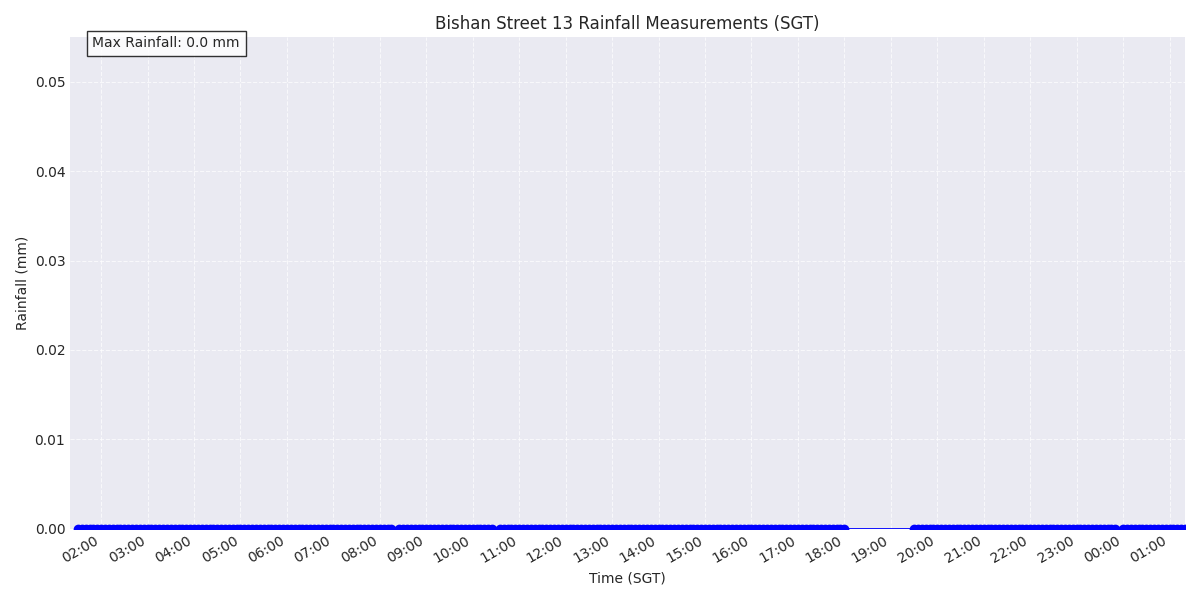 Bishan Street 13 Rainfall Measurements (SGT)
Max Rainfall: 0.0 mm
0.05
0.04
0.03
0.02
0.01
0.00
Rainfall (mm)
02:00 03:00 04:00 05:00 06:00 07:00 08:00 09:00 10:00 11:00 12:00 13:00 14:00 15:00 16:00 17:00 18:00 19:00 20:00 21:00 22:00 23:00 00:00 01:00
Time (SGT)